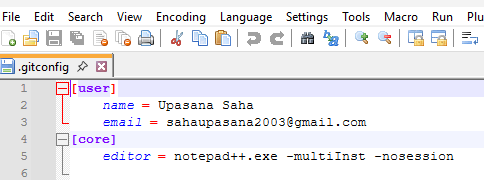 File Edit Search View Encoding Language Settings Tools Macro Run Plu
.gitconfig
1 [user]
2 name = Upasana Saha
3 email = sahaupasana2003@gmail.com
4 [core]
5 editor = notepad++.exe -multiInst -nosession
6